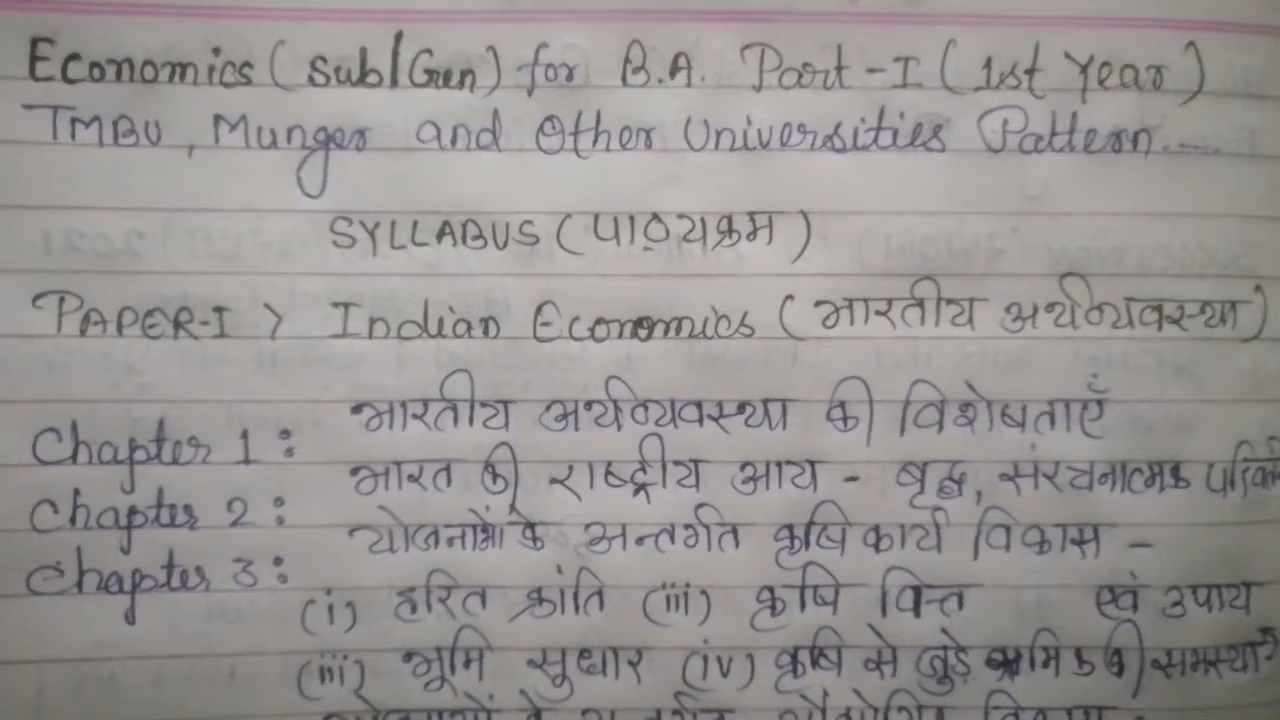 Economics (Sub/Gen) for B.A. Part-I (1st Year)
TMBU, Munger and Other Universities Pattern....
SYLLABUS (पाठ्यक्रम)
PAPER-I > Indian Economics (भारतीय अर्थव्यवस्था)
Chapter 1: भारतीय अर्थव्यवस्था की विशेषताएँ
Chapter 2: भारत की राष्ट्रीय आय - बृद्ध, संरचनात्मक
Chapter 3: योजनाओं के अन्तर्गत कृषि कार्य विकास -
(i) हरित क्रांति (iii) कृषि वित्त एवं उपाय
(iii) भूमि सुधार (iv) कृषि से जुड़े श्रमिक की समस्याएँ